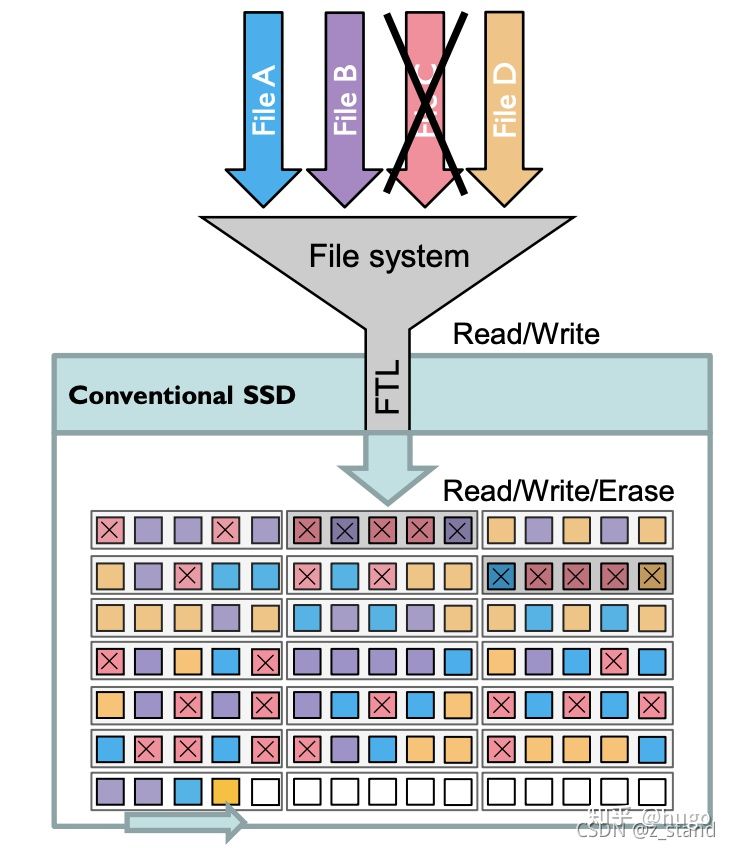 File A
File B
File C
File D
File system
Read/Write
Conventional SSD
FTL
Read/Write/Erase
知乎 @hugo
CSDN @z_stand